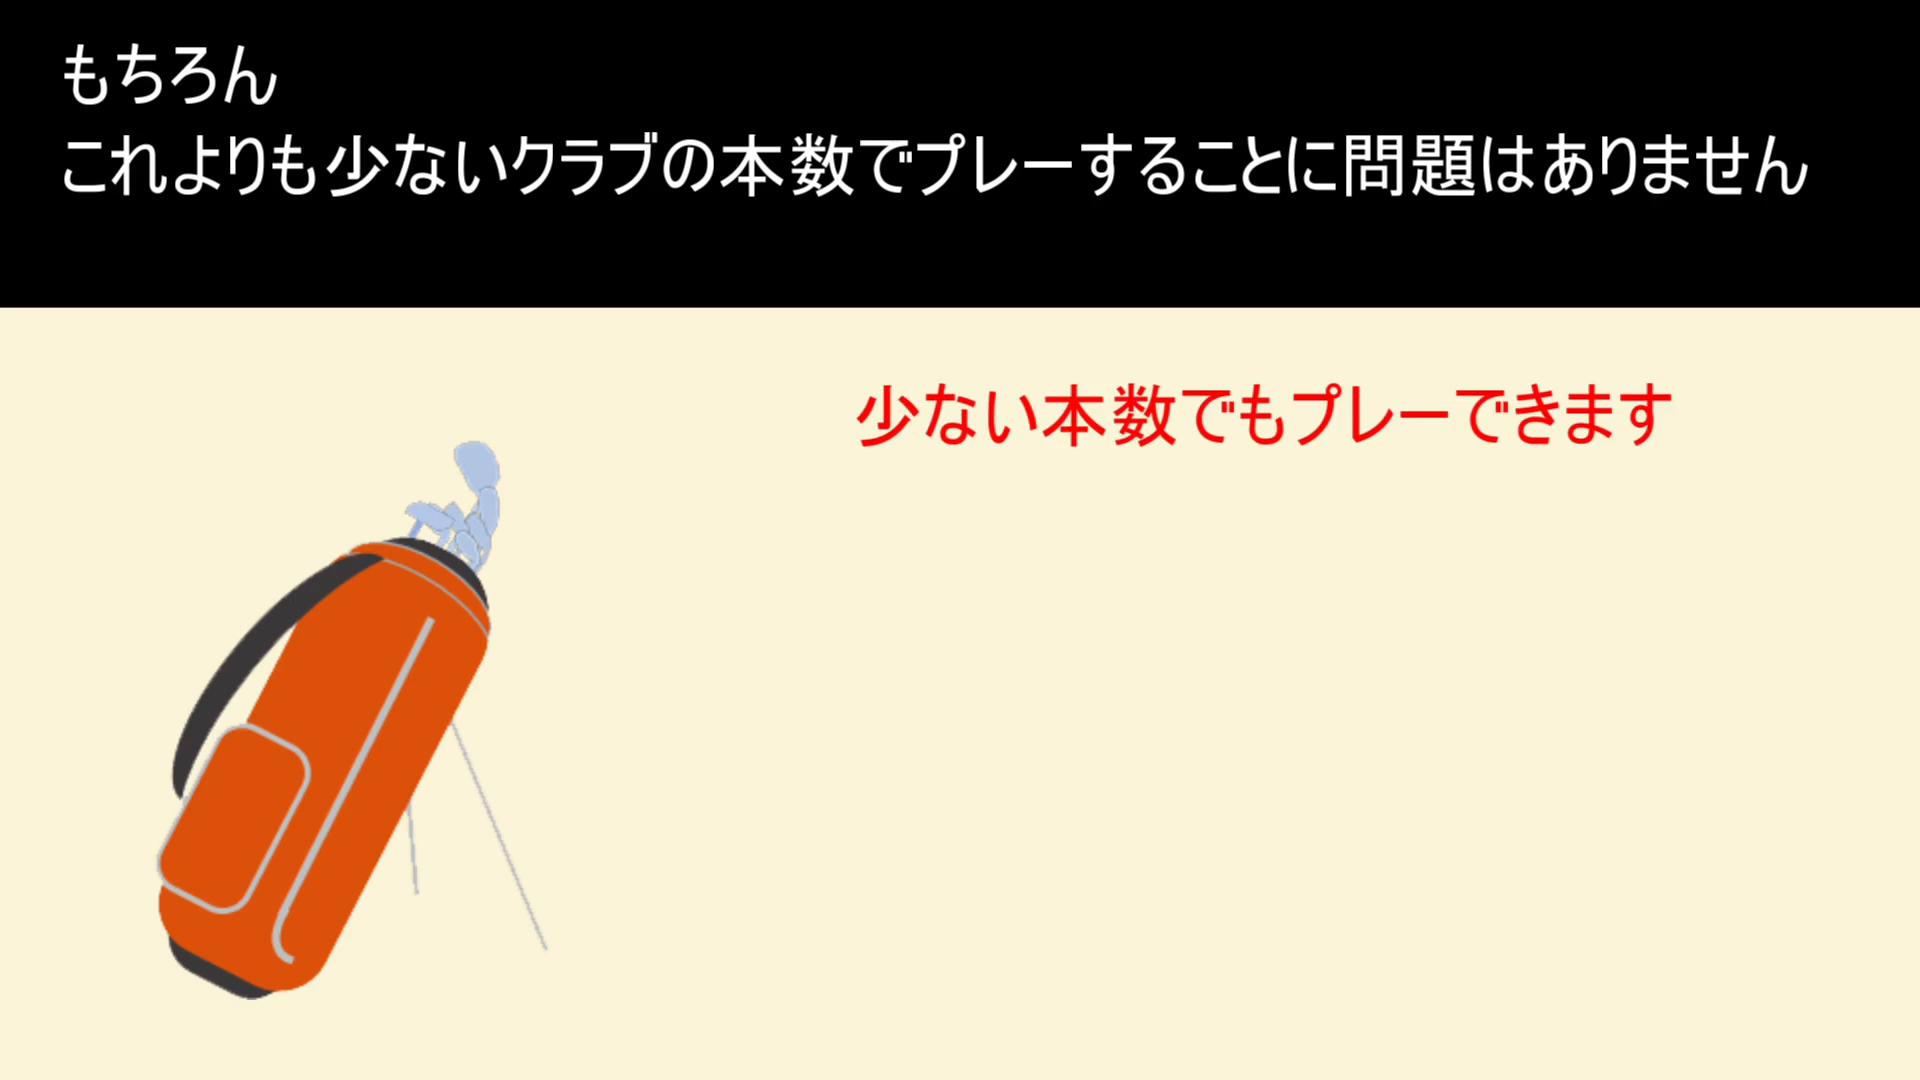 もちろん
これよりも少ないクラブの本数でプレーすることに問題はありません
少ない本数でもプレーできます